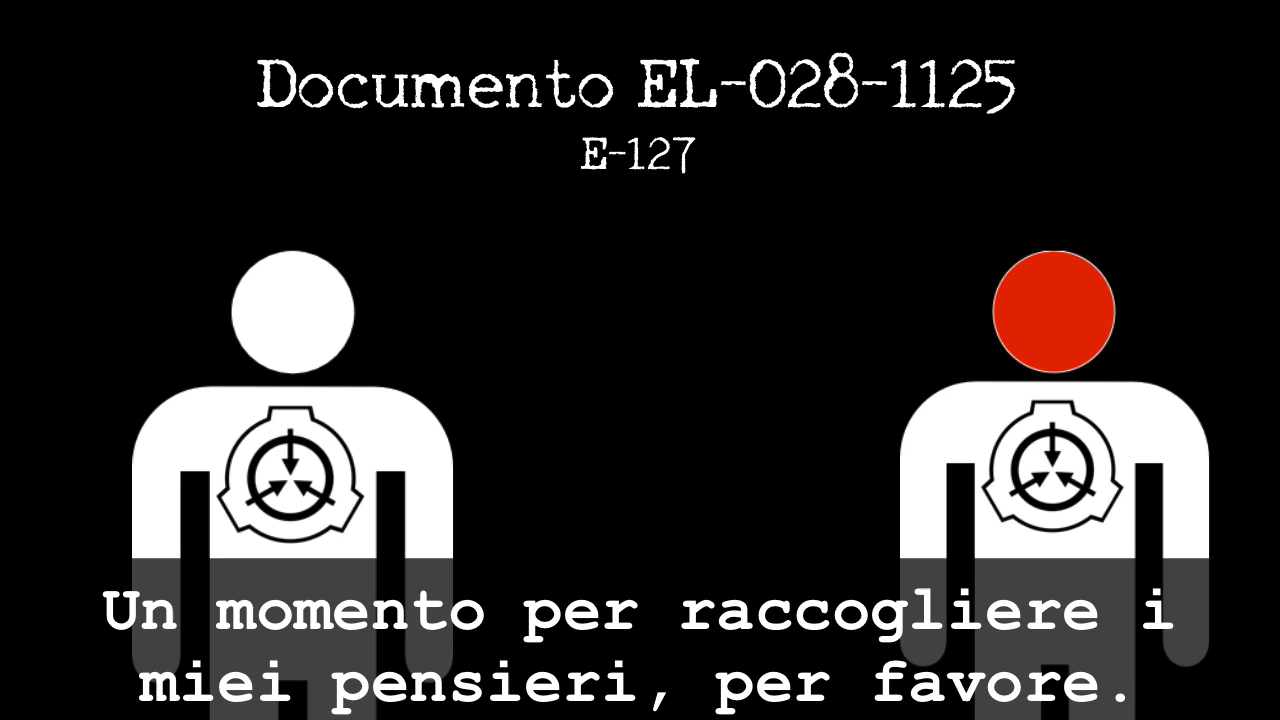 Documento EL-028-1125
E-127
Un momento per raccogliere i
miei pensieri, per favore.